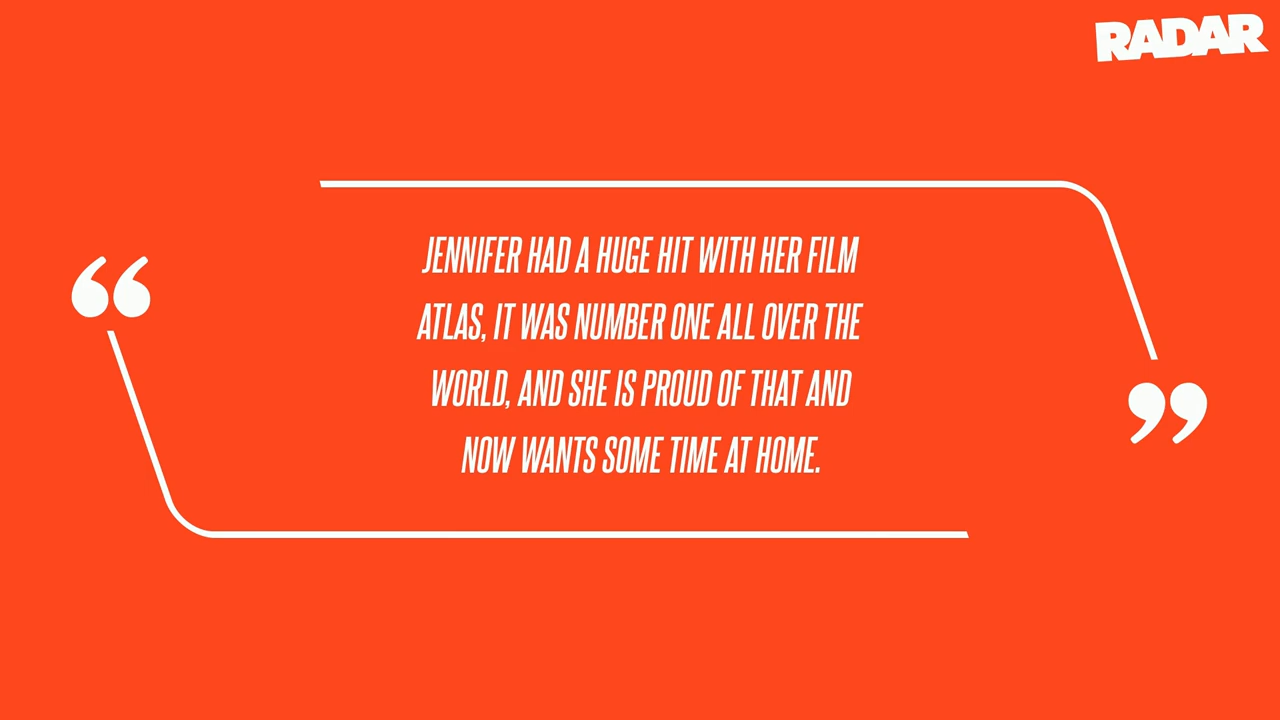 RADAR
“
JENNIFER HAD A HUGE HIT WITH HER FILM
ATLAS, IT WAS NUMBER ONE ALL OVER THE
WORLD, AND SHE IS PROUD OF THAT AND
NOW WANTS SOME TIME AT HOME.
”